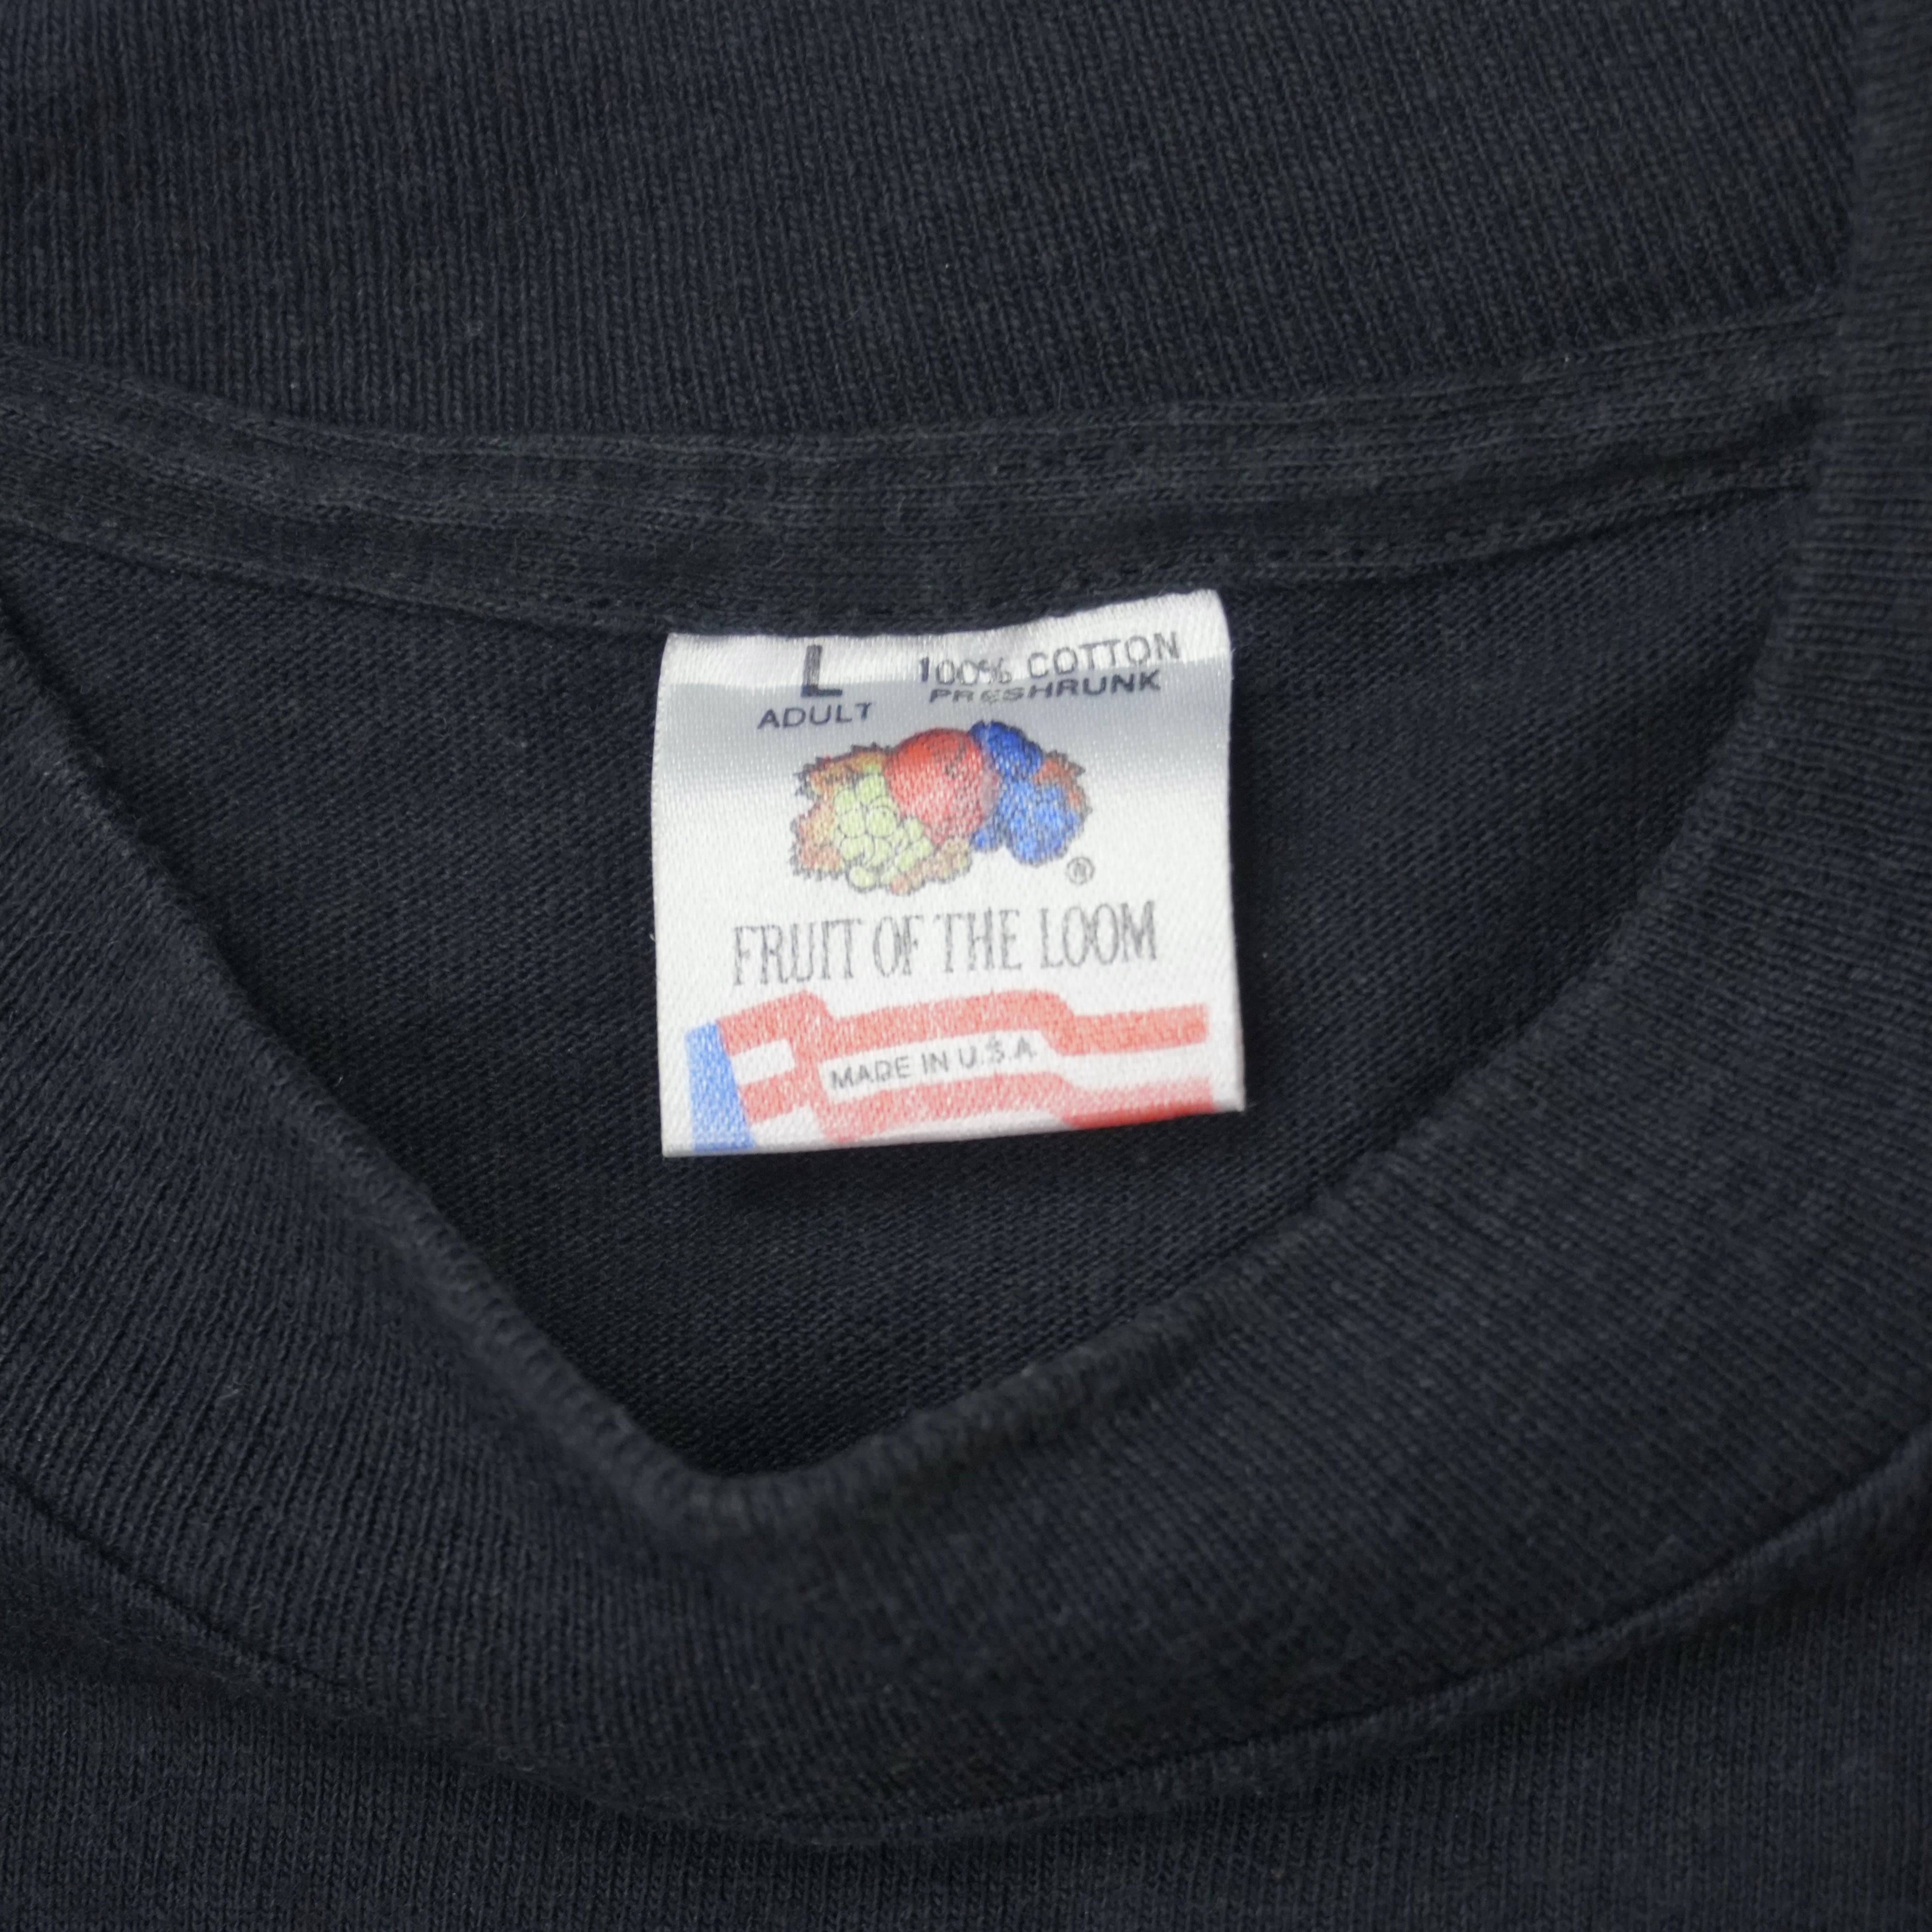 L 100% COTTON
ADULT PRESHRUNK
®
FRUIT OF THE LOOM
MADE IN U.S.A.